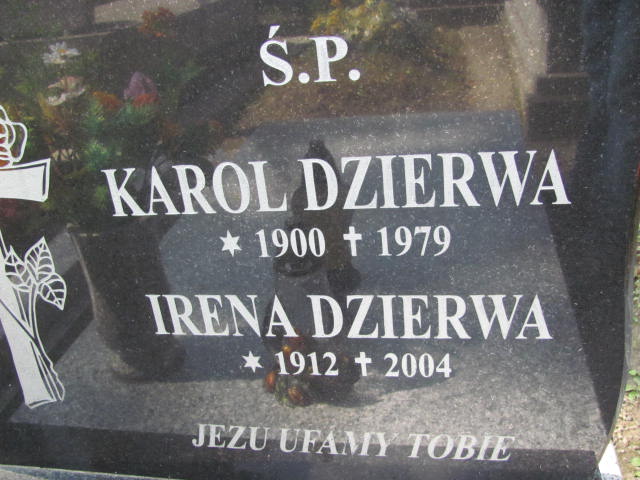 Ś.P.
KAROL DZIERWA
✶ 1900 ✝ 1979
IRENA DZIERWA
✶ 1912 ✝ 2004
JEZU UFAMY TOBIE